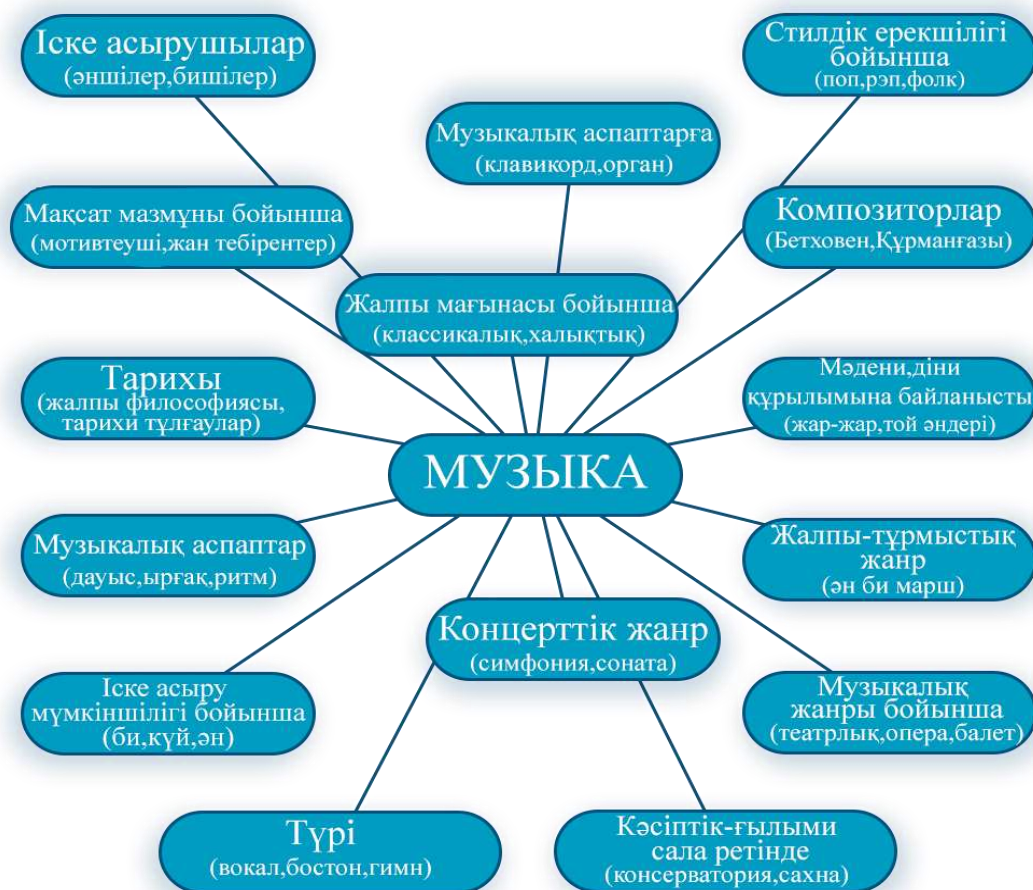 Іске асырушылар
(әншілер,бишілер)
Стилдік ерекшілігі
бойынша
(поп,рэп,фолк)
Музыкалық аспаптарға
(клавикорд,орган)
Мақсат мазмұны бойынша
(мотивтеуші,жан тебірентер)
Композиторлар
(Бетховен,Құрманғазы)
Жалпы мағынасы бойынша
(классикалық,халықтық)
Тарихы
(жалпы философиясы,
тарихи тұлғаулар)
Мәдени,діни
құрылымына байланысты
(жар-жар,той әндері)
МУЗЫКА
Музыкалық аспаптар
(дауыс,ырғақ,ритм)
Жалпы-тұрмыстық
жанр
(ән би марш)
Концерттік жанр
(симфония,соната)
Іске асыру
мүмкіншілігі бойынша
(би,күй,ән)
Музыкалық
жанры бойынша
(театрлық,опера,балет)
Түрі
(вокал,бостон,гимн)
Кәсіптік-ғылыми
сала ретінде
(консерватория,сахна)